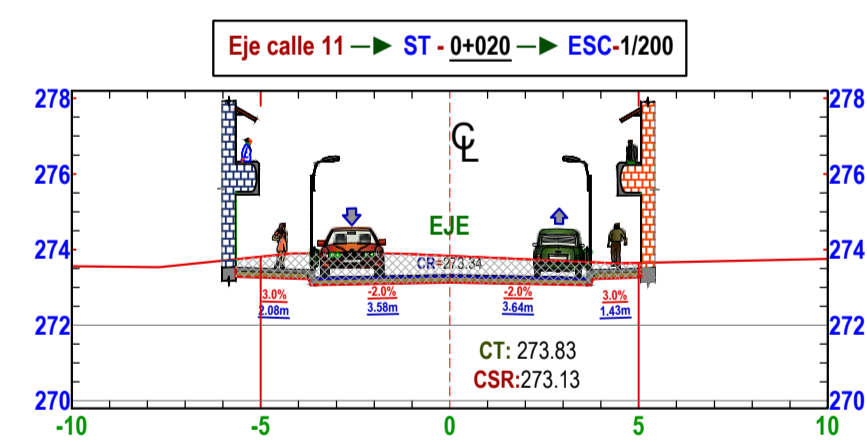 Eje calle 11 → ST - 0+020 → ESC-1/200
278 278
276 276
℄
274 EJE 274
CR=273.34
3.0% -2.0% -2.0% 3.0%
2.08m 3.58m 3.64m 1.43m
272 272
CT: 273.83
CSR:273.13
270 270
-10 -5 0 5 10